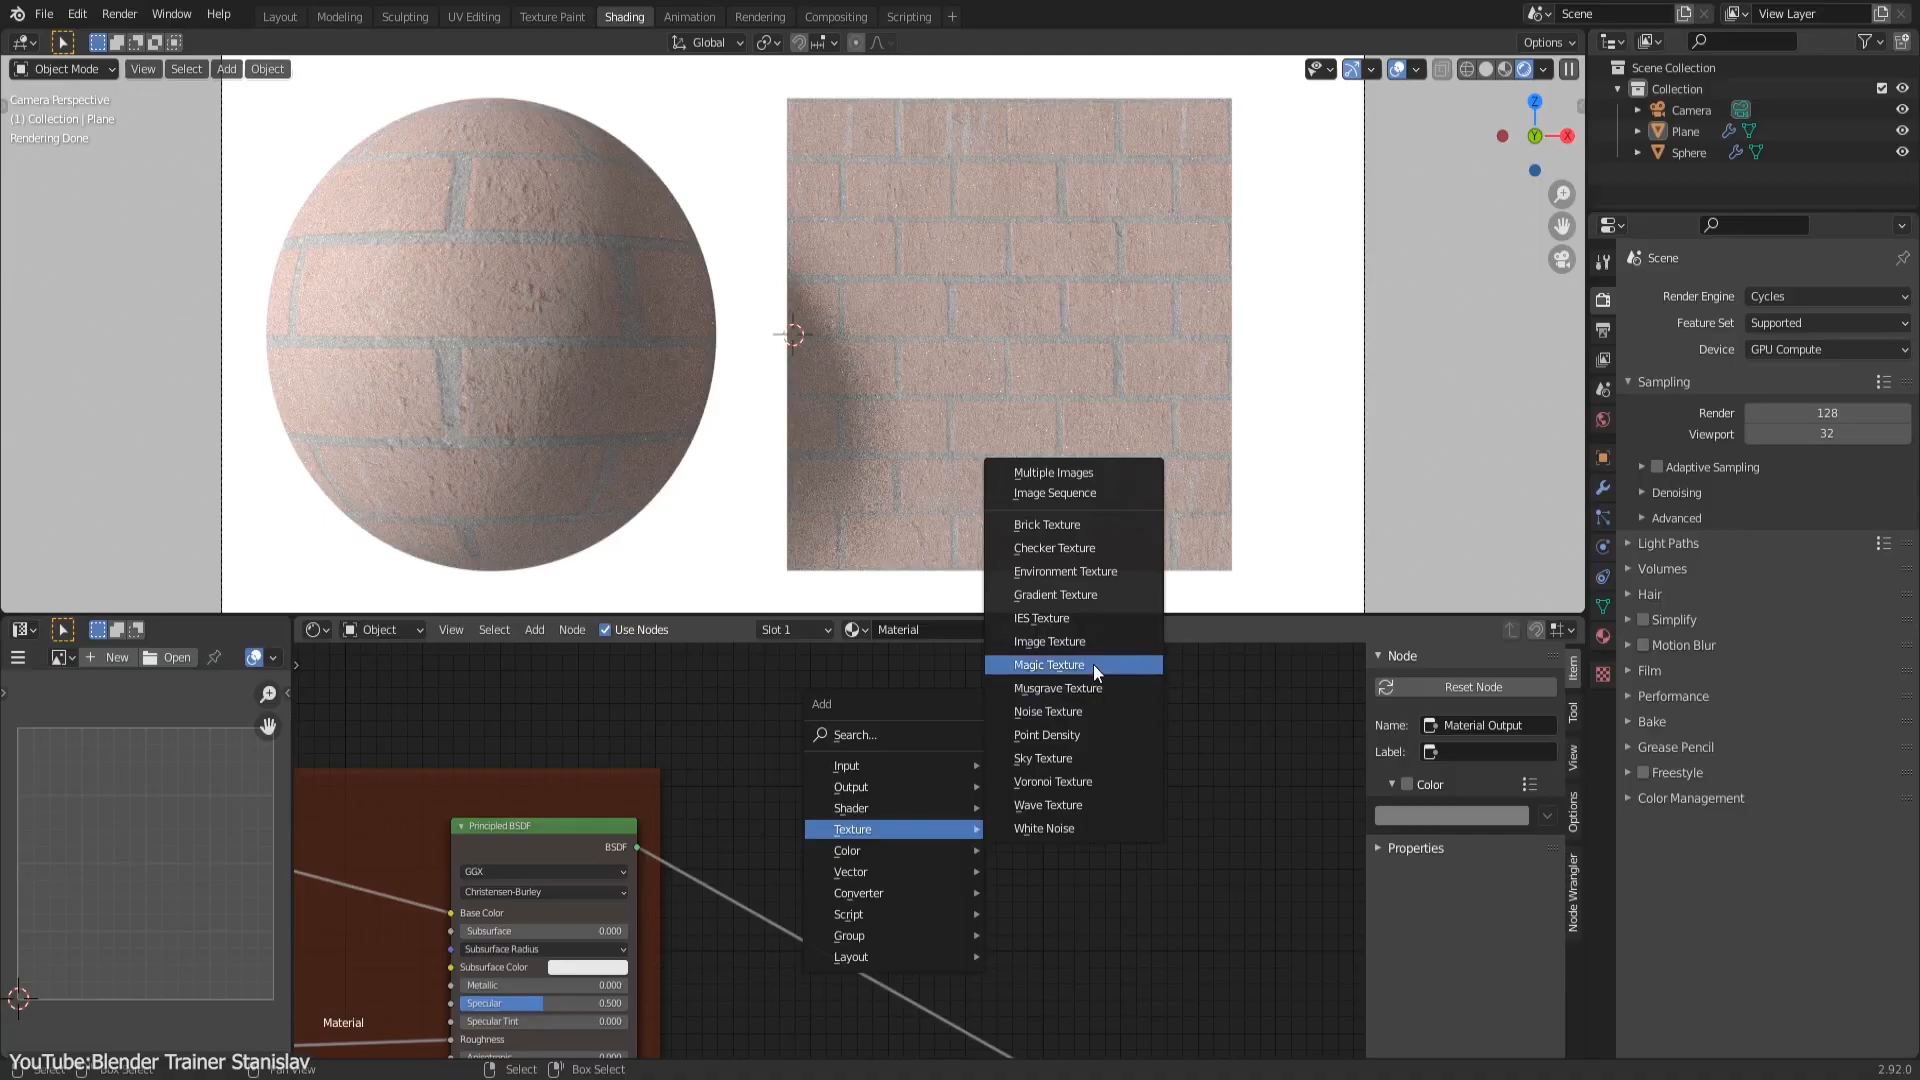 File Edit Render Window Help Layout Modeling Sculpting UV Editing Texture Paint Shading Animation Rendering Compositing Scripting + Scene View Layer
Global Options
Object Mode View Select Add Object
Camera Perspective
(1) Collection | Plane
Rendering Done
Z
Y X
Scene Collection
Collection
Camera
Plane
Sphere
Scene
Render Engine Cycles
Feature Set Supported
Device GPU Compute
Sampling
Render 128
Viewport 32
Adaptive Sampling
Denoising
Advanced
Light Paths
Volumes
Hair
Simplify
Motion Blur
Film
Performance
Bake
Grease Pencil
Freestyle
Color Management
Multiple Images
Image Sequence
Brick Texture
Checker Texture
Environment Texture
Gradient Texture
IES Texture
Image Texture
Magic Texture
Musgrave Texture
Noise Texture
Point Density
Sky Texture
Voronoi Texture
Wave Texture
White Noise
Object View Select Add Node Use Nodes Slot 1 Material
+ New Open
Add
Search...
Input
Output
Shader
Texture
Color
Vector
Converter
Script
Group
Layout
Principled BSDF
BSDF
GGX
Christensen-Burley
Base Color
Subsurface 0.000
Subsurface Radius
Subsurface Color
Metallic 0.000
Specular 0.500
Specular Tint 0.000
Roughness
Anisotropic 0.000
Material
Node
Reset Node
Name: Material Output
Label:
Color
Properties
Item
Tool
View
Options
Node Wrangler
YouTube:Blender Trainer Stanislav
Select Box Select Pan View Select Box Select 2.92.0